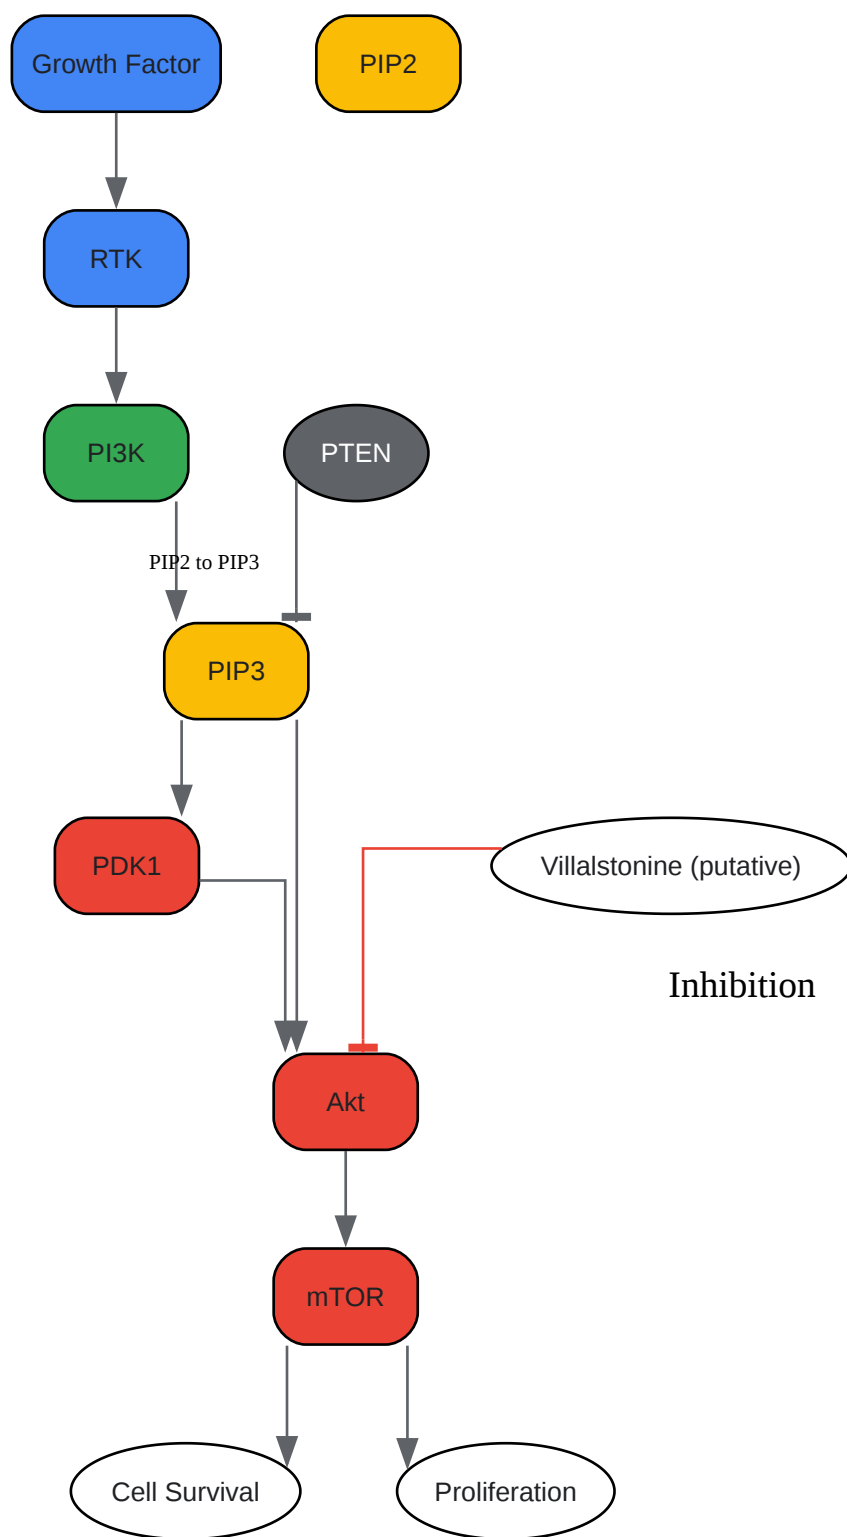 Growth Factor
PIP2
RTK
PI3K
PTEN
PIP2 to PIP3
PIP3
PDK1
Villalstonine (putative)
Inhibition
Akt
mTOR
Cell Survival
Proliferation